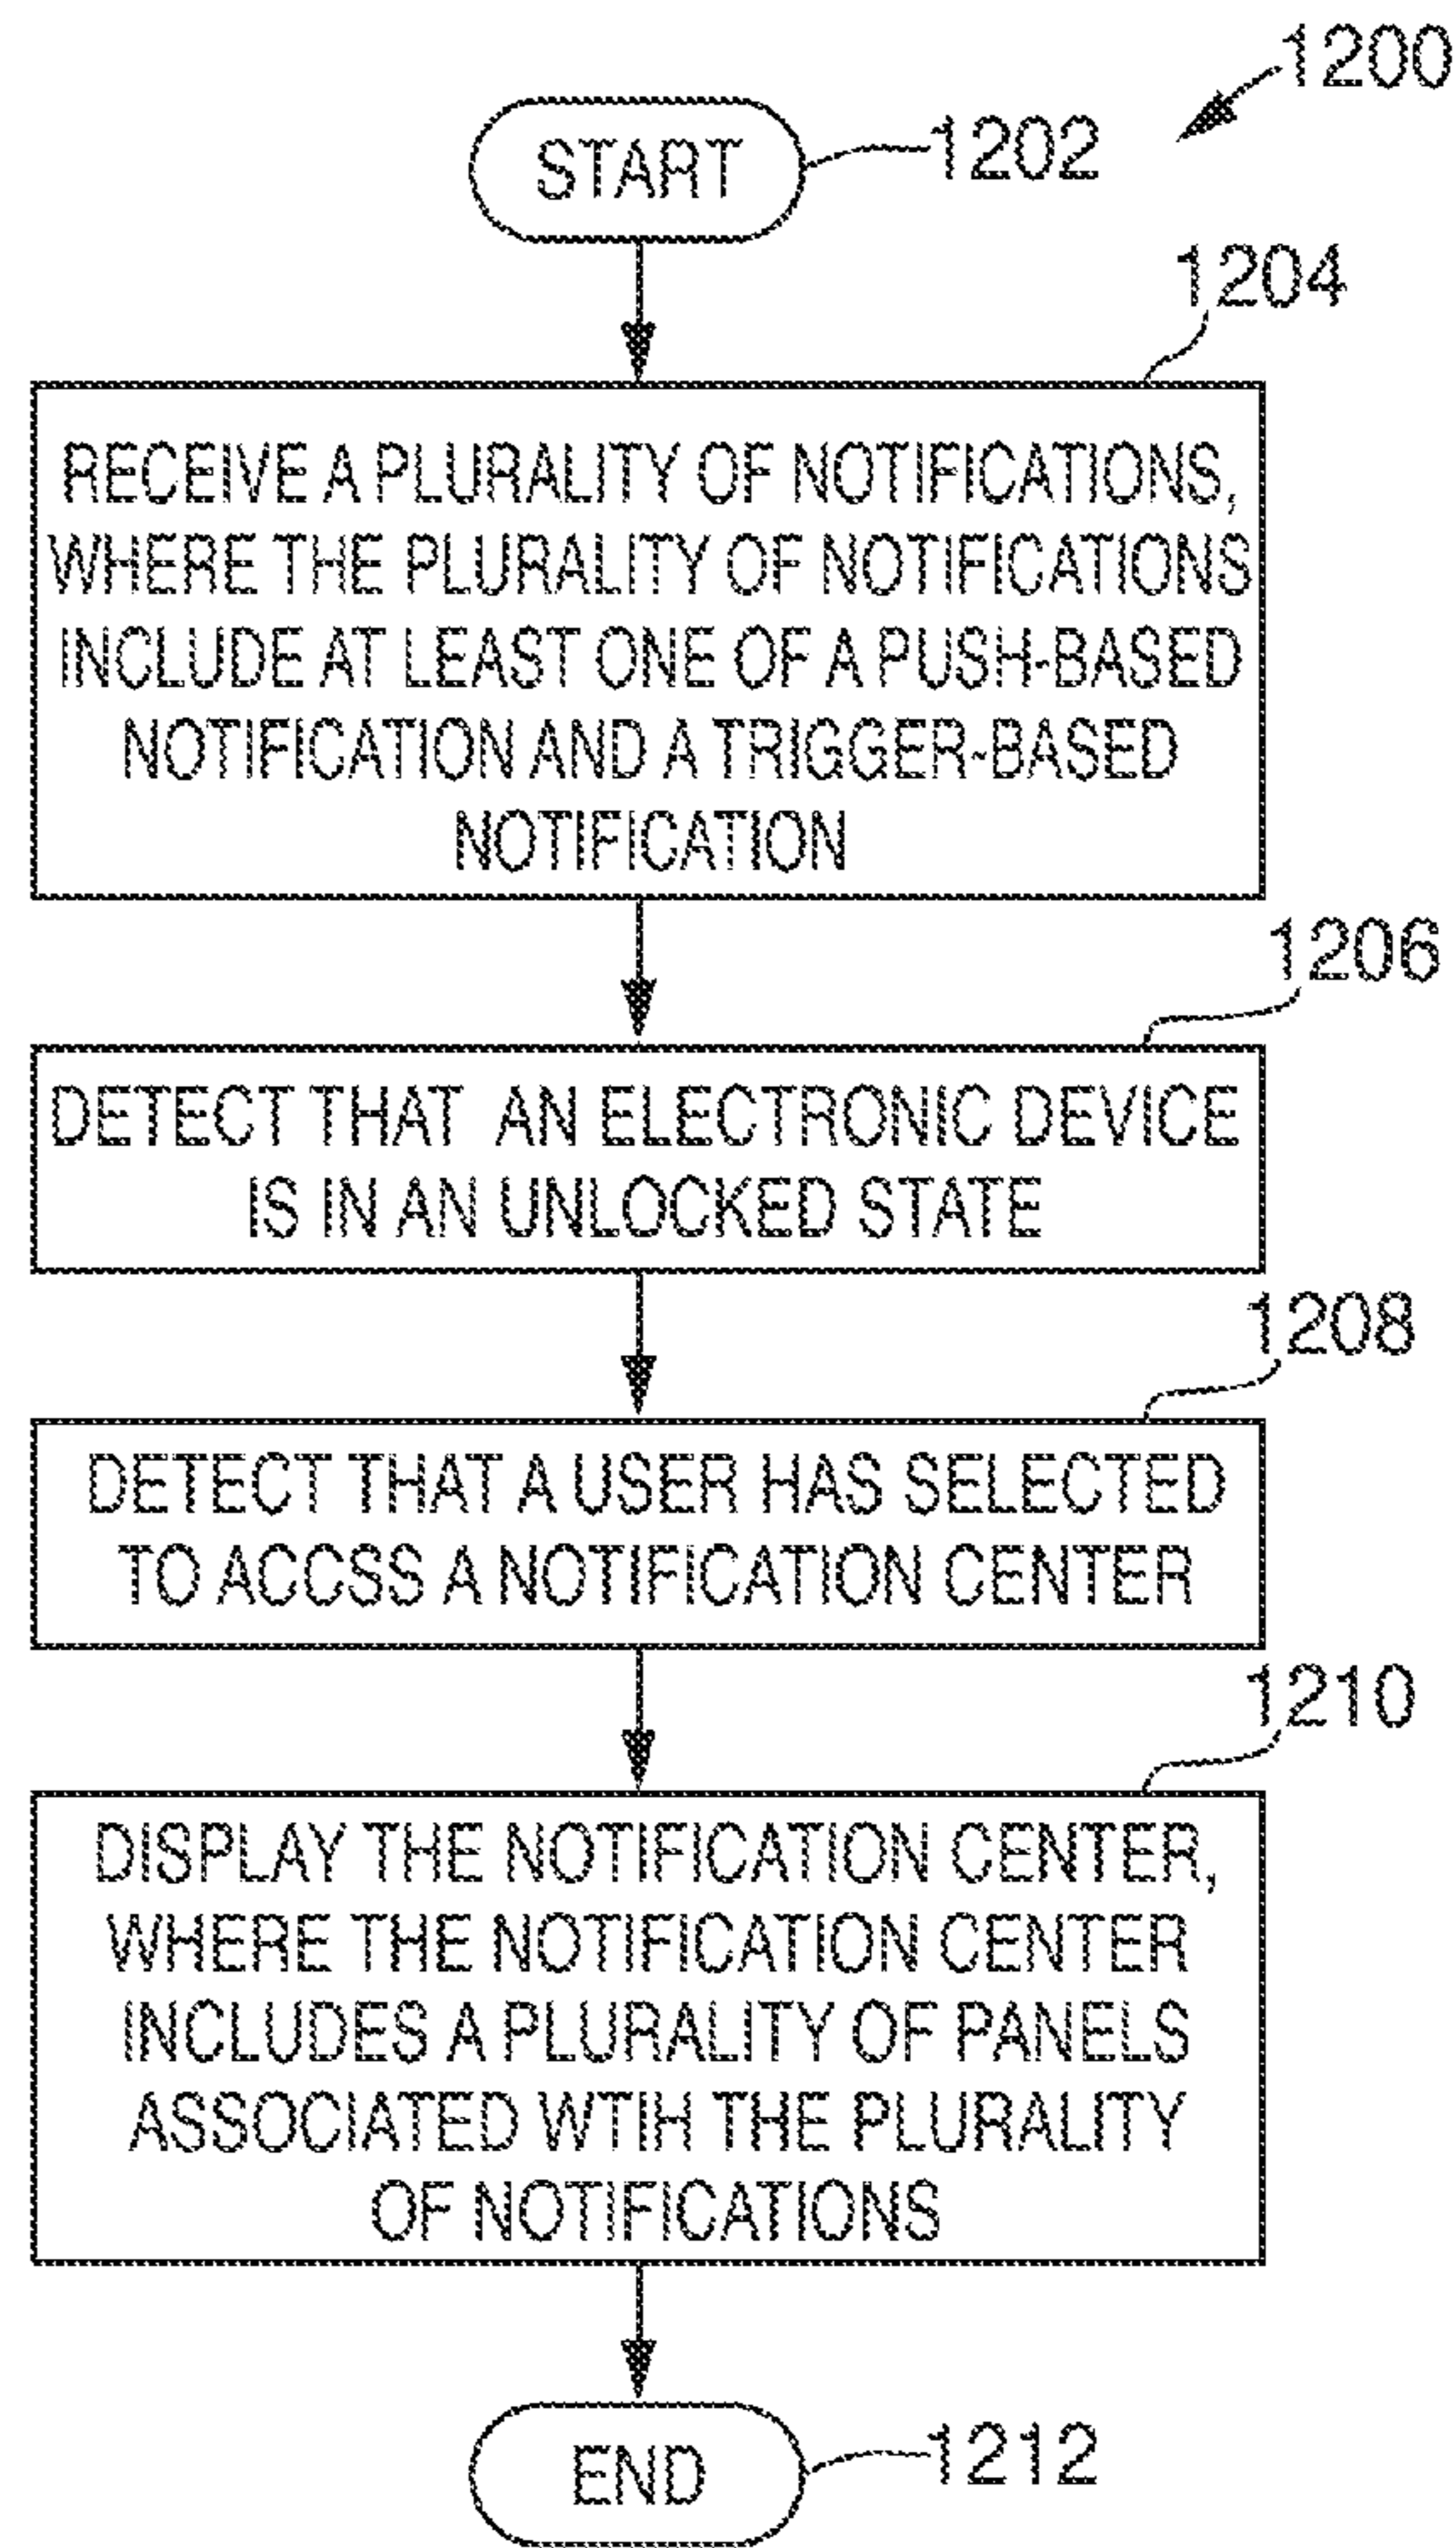 1200
START
1202
1204
RECEIVE A PLURALITY OF NOTIFICATIONS,
WHERE THE PLURALITY OF NOTIFICATIONS
INCLUDE AT LEAST ONE OF A PUSH-BASED
NOTIFICATION AND A TRIGGER-BASED
NOTIFICATION
1206
DETECT THAT AN ELECTRONIC DEVICE
IS IN AN UNLOCKED STATE
1208
DETECT THAT A USER HAS SELECTED
TO ACCSS A NOTIFICATION CENTER
1210
DISPLAY THE NOTIFICATION CENTER,
WHERE THE NOTIFICATION CENTER
INCLUDES A PLURALITY OF PANELS
ASSOCIATED WTIH THE PLURALITY
OF NOTIFICATIONS
END
1212